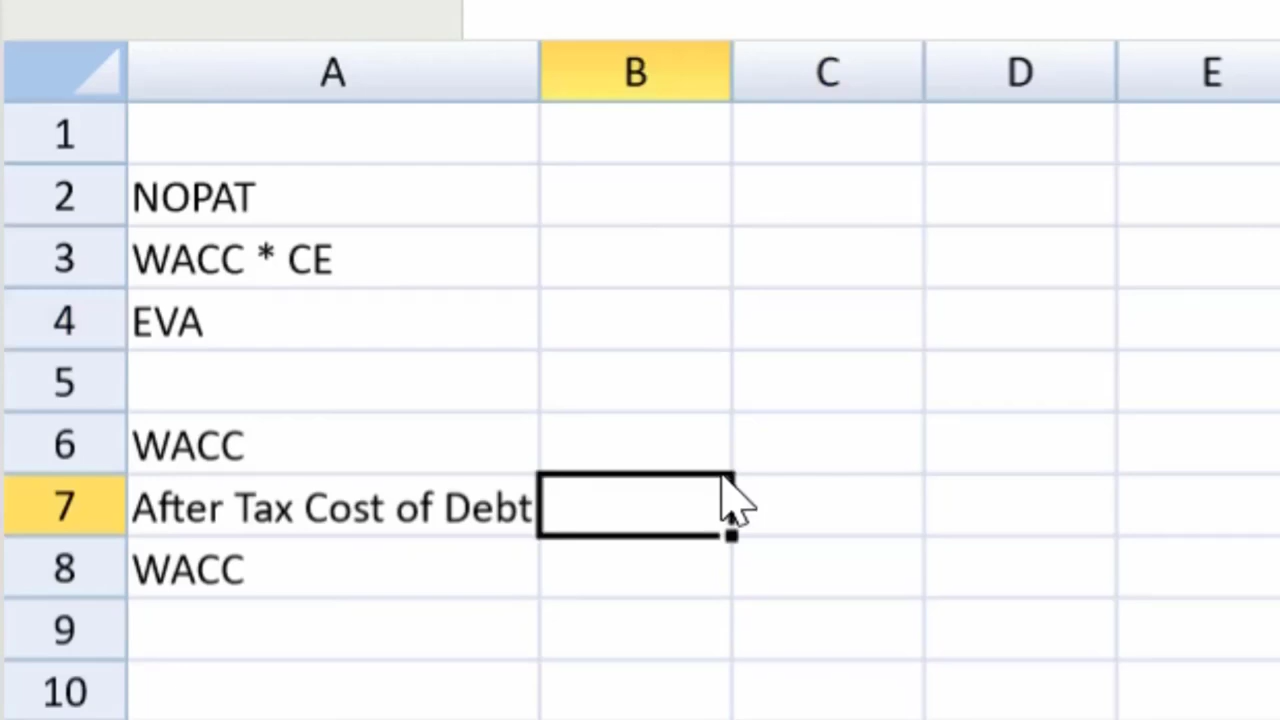 A B C D E
1
2 NOPAT
3 WACC * CE
4 EVA
5
6 WACC
7 After Tax Cost of Debt
8 WACC
9
10